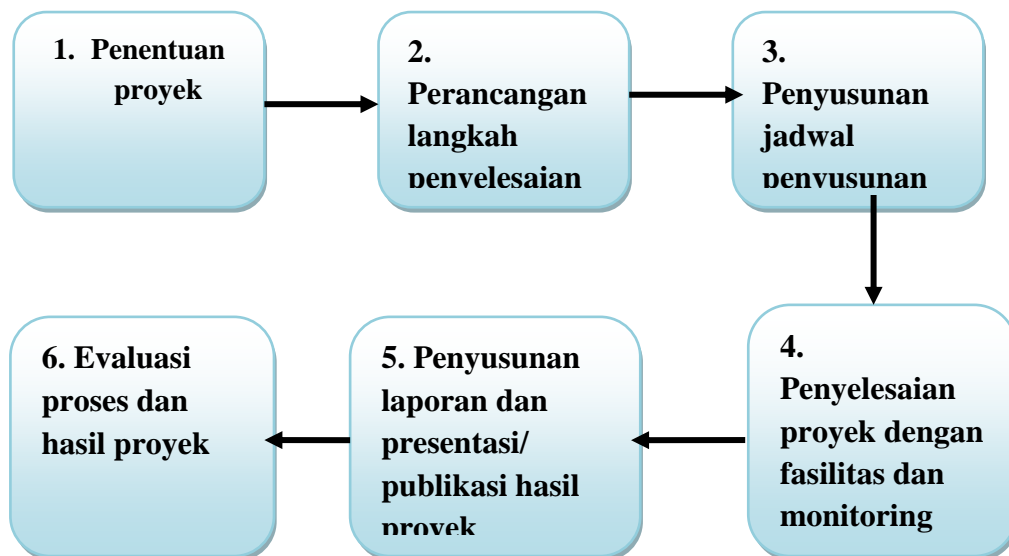 1. Penentuan
proyek
2.
Perancangan
langkah
penyelesaian
3.
Penyusunan
jadwal
penyusunan
4.
Penyelesaian
proyek dengan
fasilitas dan
monitoring
5. Penyusunan
laporan dan
presentasi/
publikasi hasil
proyek
6. Evaluasi
proses dan
hasil proyek